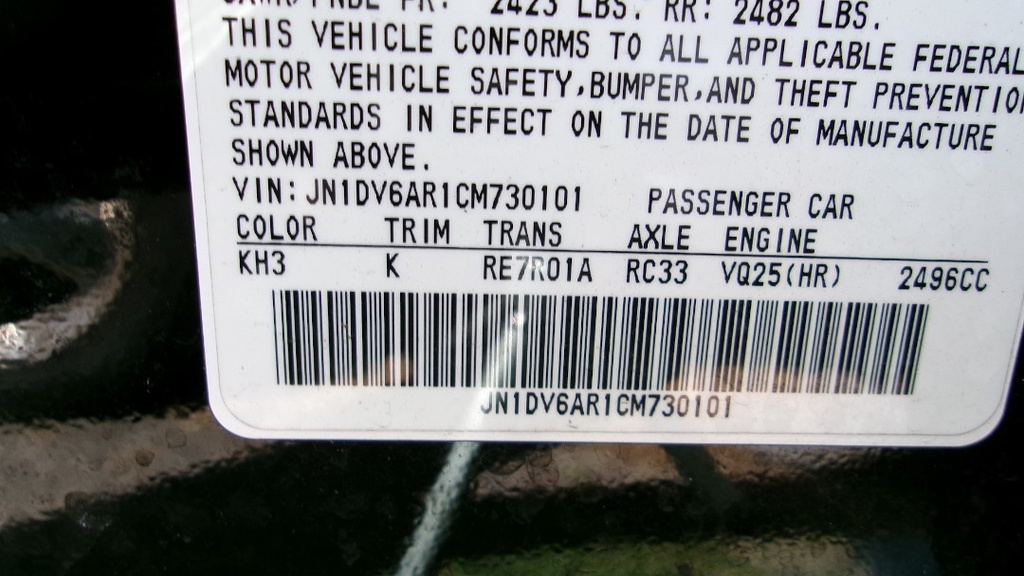 FR: 2423 LBS. RR: 2482 LBS.
THIS VEHICLE CONFORMS TO ALL APPLICABLE FEDERAL
MOTOR VEHICLE SAFETY,BUMPER,AND THEFT PREVENTIO
STANDARDS IN EFFECT ON THE DATE OF MANUFACTURE
SHOWN ABOVE.
VIN:JN1DV6AR1CM730101 PASSENGER CAR
COLOR TRIM TRANS AXLE ENGINE
KH3 K RE7R01A RC33 VQ25(HR) 2496CC
JN1DV6AR1CM730101